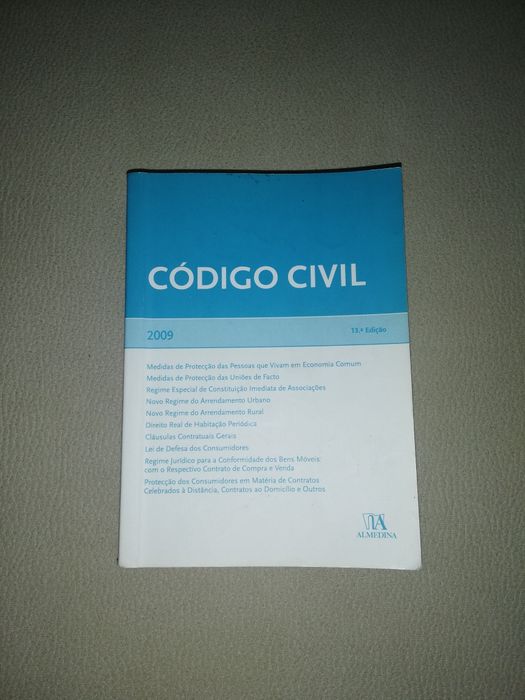 CÓDIGO CIVIL
2009
13.ª Edição
Medidas de Protecção das Pessoas que Vivam em Economia Comum
Medidas de Protecção das Uniões de Facto
Regime Especial de Constituição Imediata de Associações
Novo Regime do Arrendamento Urbano
Novo Regime do Arrendamento Rural
Direito Real de Habitação Periódica
Cláusulas Contratuais Gerais
Lei de Defesa dos Consumidores
Regime Jurídico para a Conformidade dos Bens Móveis
com o Respectivo Contrato de Compra e Venda
Protecção dos Consumidores em Matéria de Contratos
Celebrados à Distância, Contratos ao Domicílio e Outros
ALMEDINA